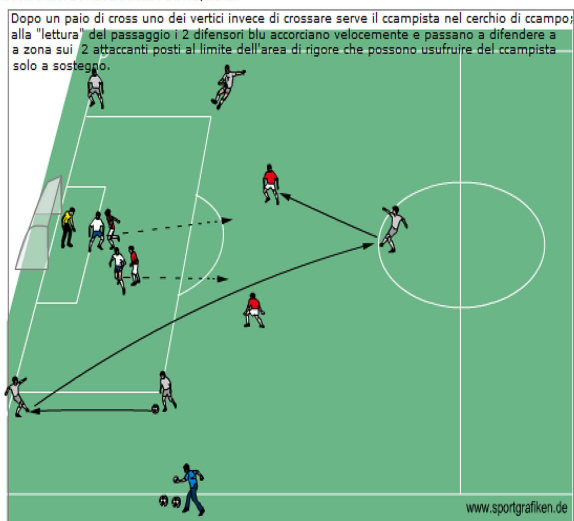 Dopo un paio di cross uno dei vertici invece di crossare serve il ccampista nel cerchio di ccampo;
alla "lettura" del passaggio i 2 difensori blu accorciano velocemente e passano a difendere a
a zona sui  2 attaccanti posti al limite dell'area di rigore che possono usufruire del ccampista
solo a sostegno.
www.sportgrafiken.de